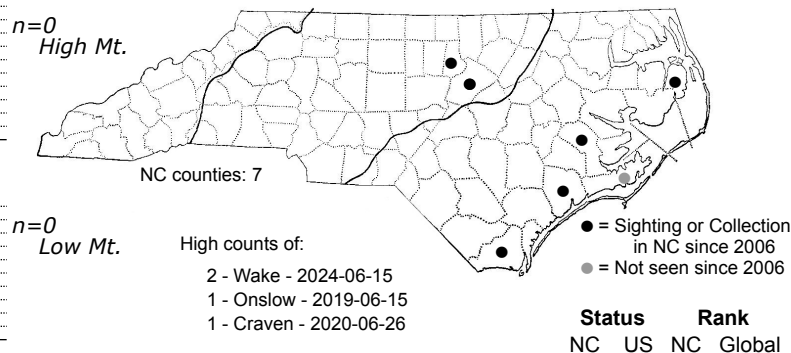 n=0
High Mt.
NC counties: 7
n=0
Low Mt.
High counts of:
2 - Wake - 2024-06-15
1 - Onslow - 2019-06-15
1 - Craven - 2020-06-26
● = Sighting or Collection
in NC since 2006
● = Not seen since 2006
Status Rank
NC US NC Global